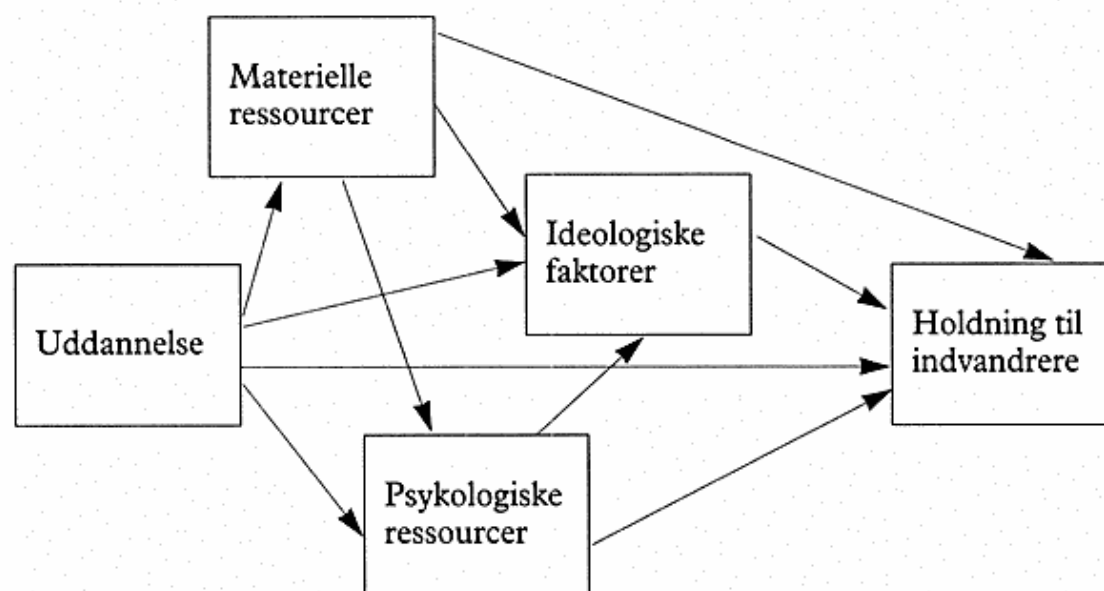 Materielle
ressourcer
Ideologiske
faktorer
Uddannelse
Holdning til
indvandrere
Psykologiske
ressourcer